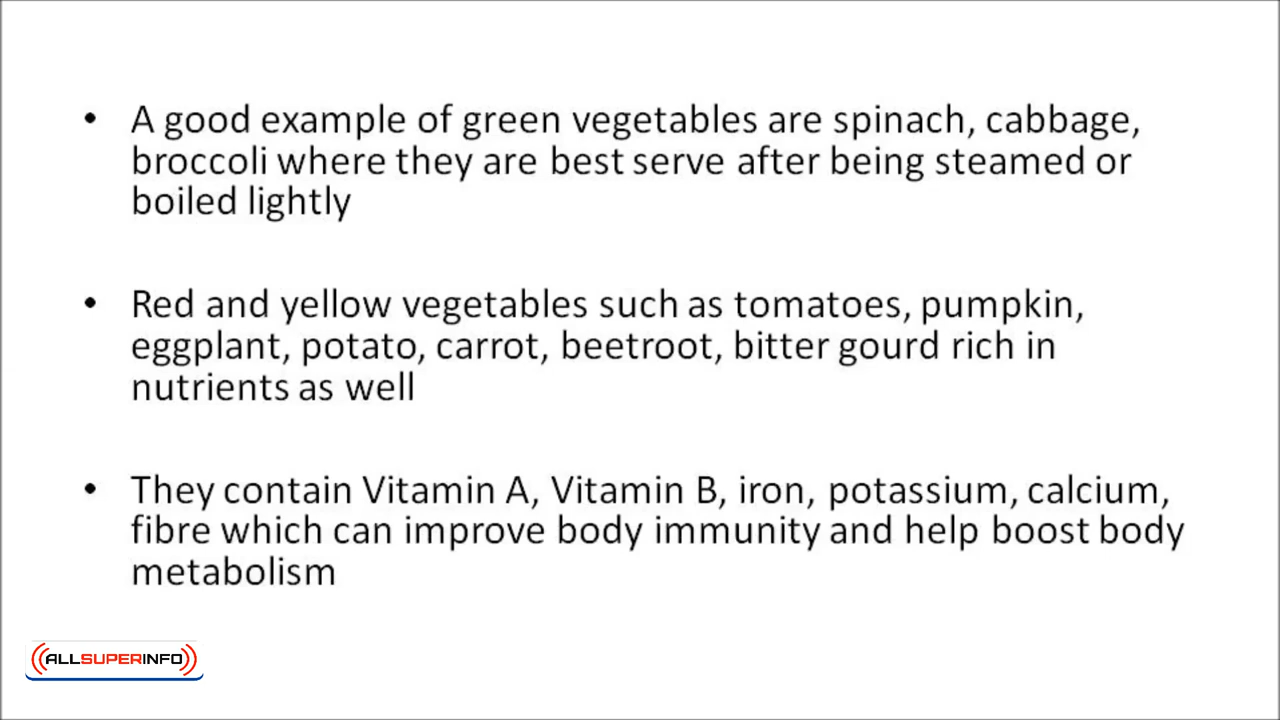 • A good example of green vegetables are spinach, cabbage,
broccoli where they are best serve after being steamed or
boiled lightly
• Red and yellow vegetables such as tomatoes, pumpkin,
eggplant, potato, carrot, beetroot, bitter gourd rich in
nutrients as well
• They contain Vitamin A, Vitamin B, iron, potassium, calcium,
fibre which can improve body immunity and help boost body
metabolism
ALLSUPERINFO